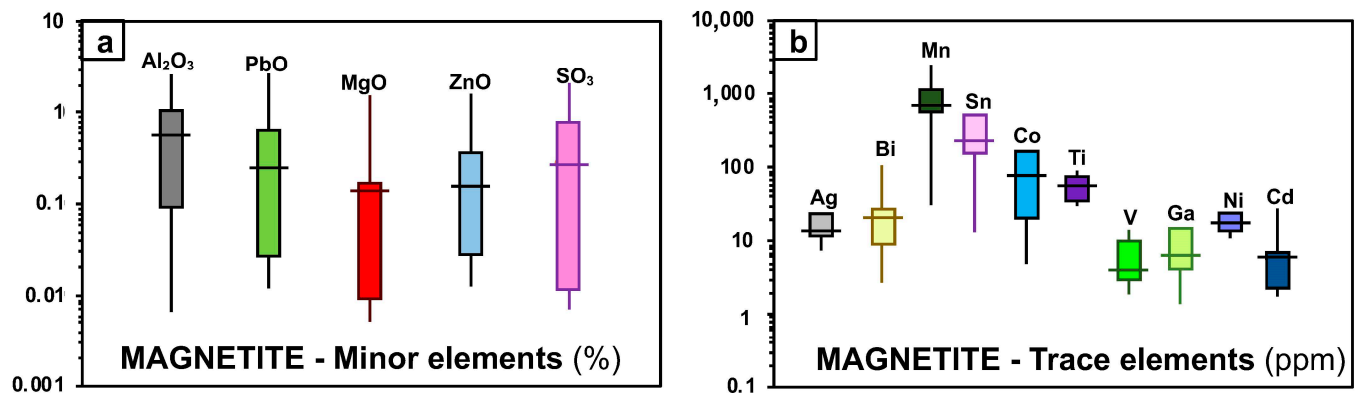 a
10
1
0.1
0.01
0.001
Al₂O₃
PbO
MgO
ZnO
SO₃
MAGNETITE - Minor elements (%)
b
10,000
1,000
100
10
1
0.1
Ag
Bi
Mn
Sn
Co
Ti
V
Ga
Ni
Cd
MAGNETITE - Trace elements (ppm)